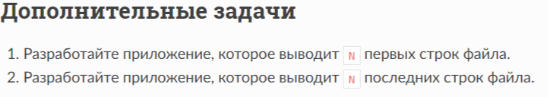 Дополнительные задачи
1. Разработайте приложение, которое выводит N первых строк файла.
2. Разработайте приложение, которое выводит N последних строк файла.